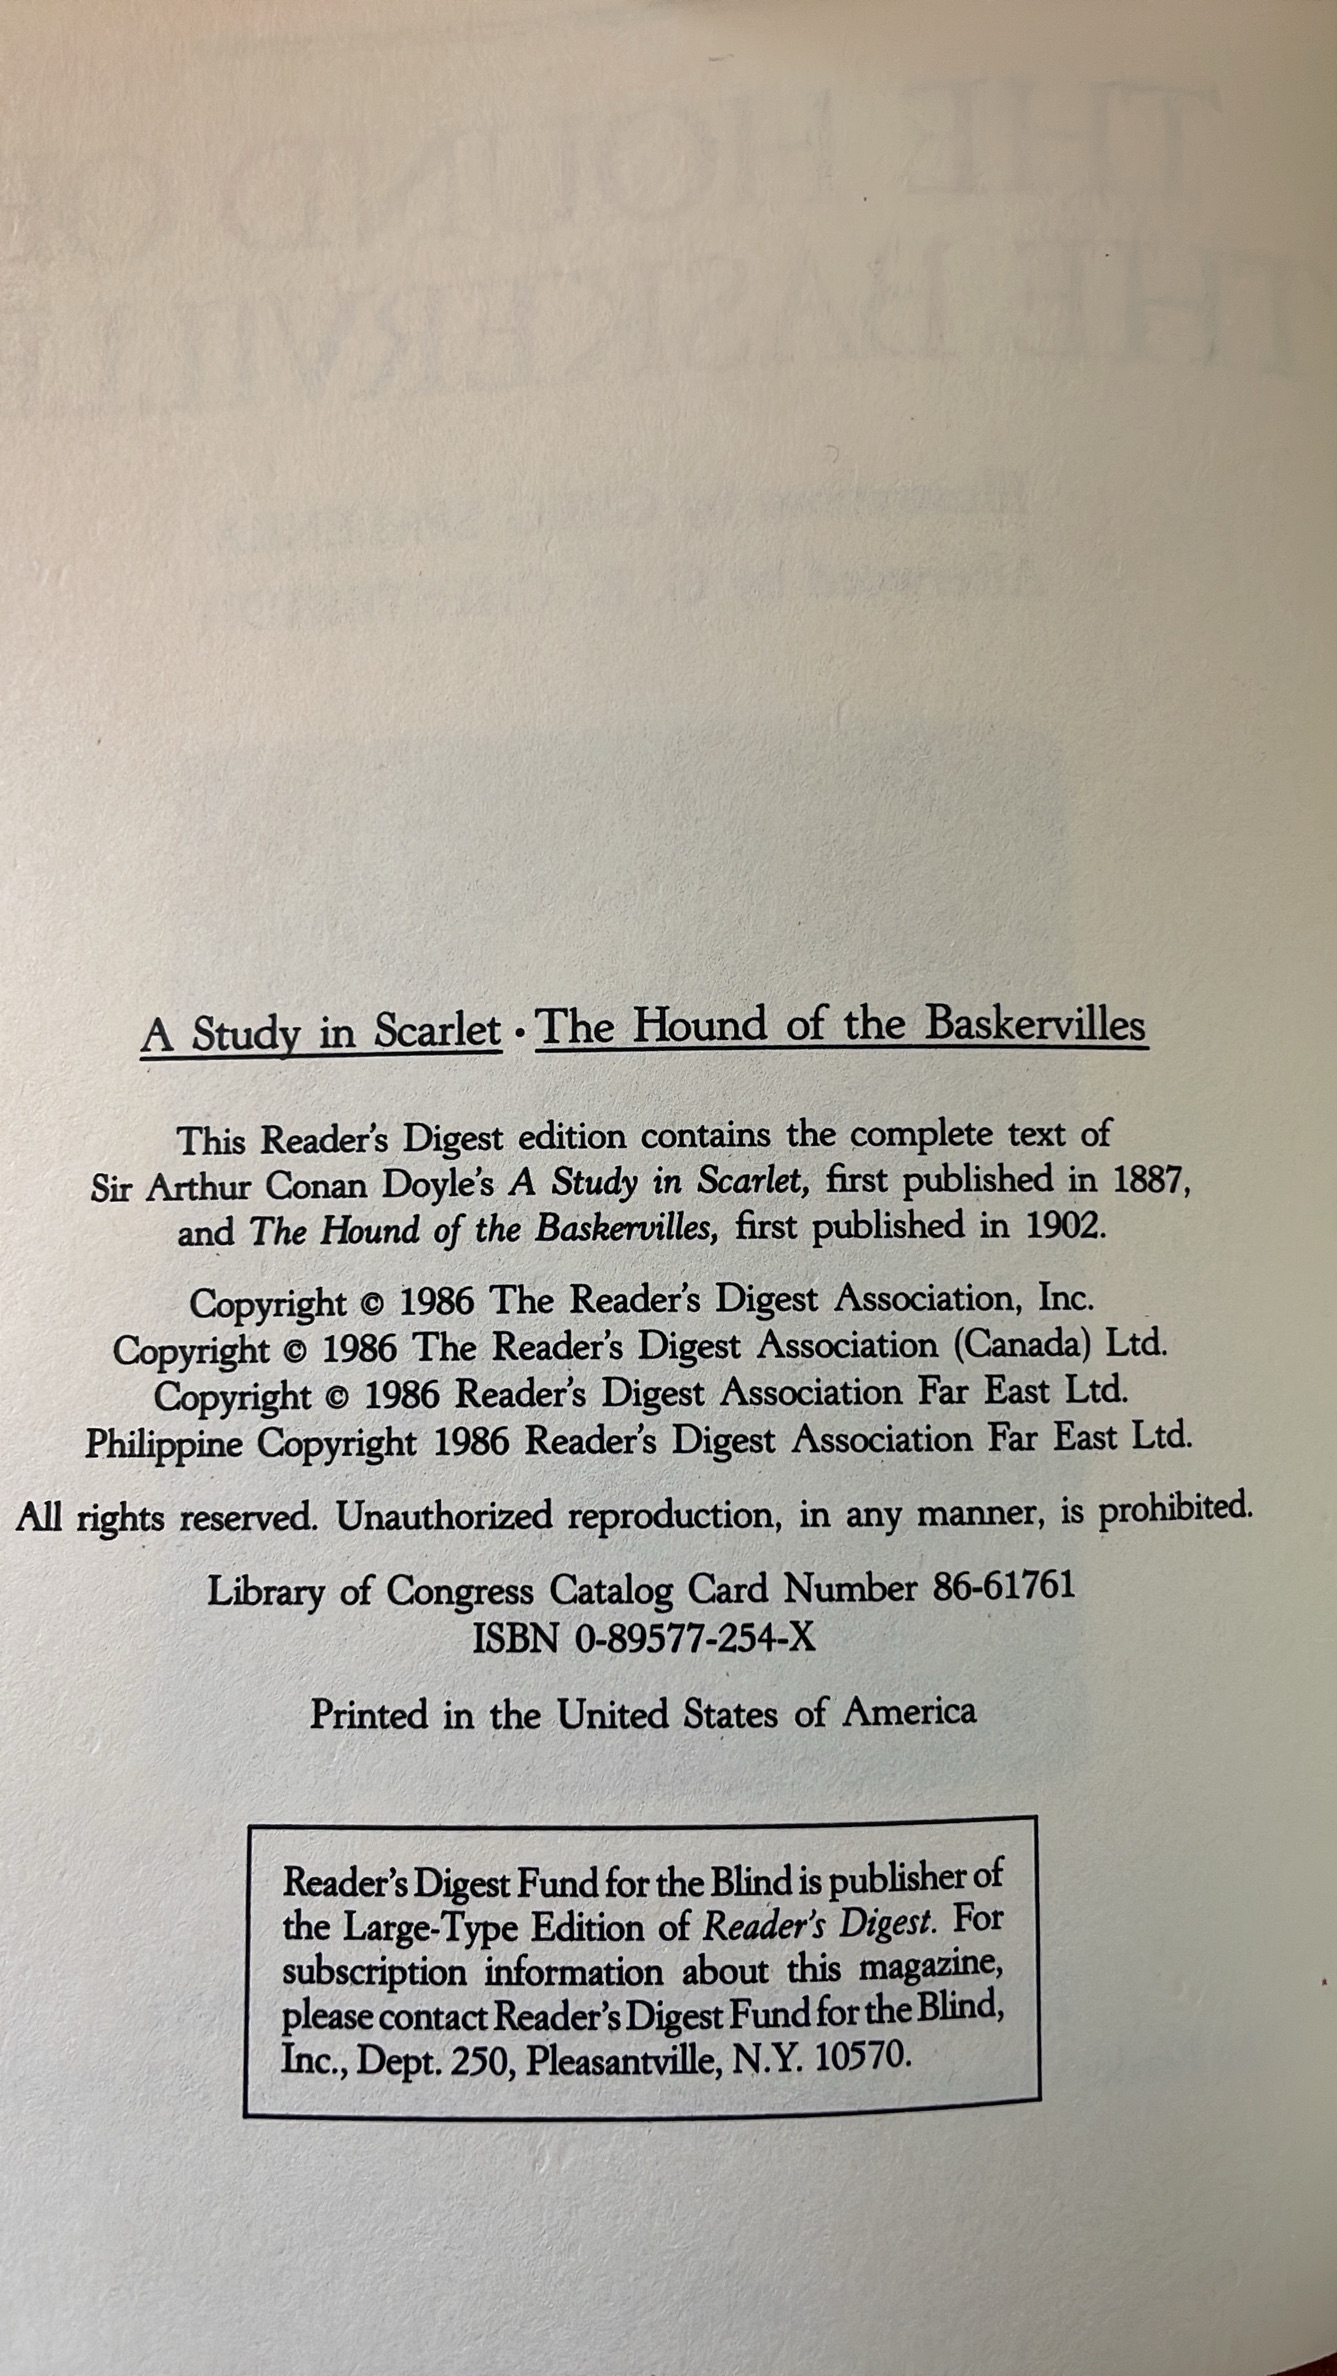 A Study in Scarlet • The Hound of the Baskervilles
This Reader's Digest edition contains the complete text of
Sir Arthur Conan Doyle's A Study in Scarlet, first published in 1887,
and The Hound of the Baskervilles, first published in 1902.
Copyright © 1986 The Reader's Digest Association, Inc.
Copyright © 1986 The Reader's Digest Association (Canada) Ltd.
Copyright © 1986 Reader's Digest Association Far East Ltd.
Philippine Copyright 1986 Reader's Digest Association Far East Ltd.
All rights reserved. Unauthorized reproduction, in any manner, is prohibited.
Library of Congress Catalog Card Number 86-61761
ISBN 0-89577-254-X
Printed in the United States of America
Reader's Digest Fund for the Blind is publisher of
the Large-Type Edition of Reader's Digest. For
subscription information about this magazine,
please contact Reader's Digest Fund for the Blind,
Inc., Dept. 250, Pleasantville, N.Y. 10570.